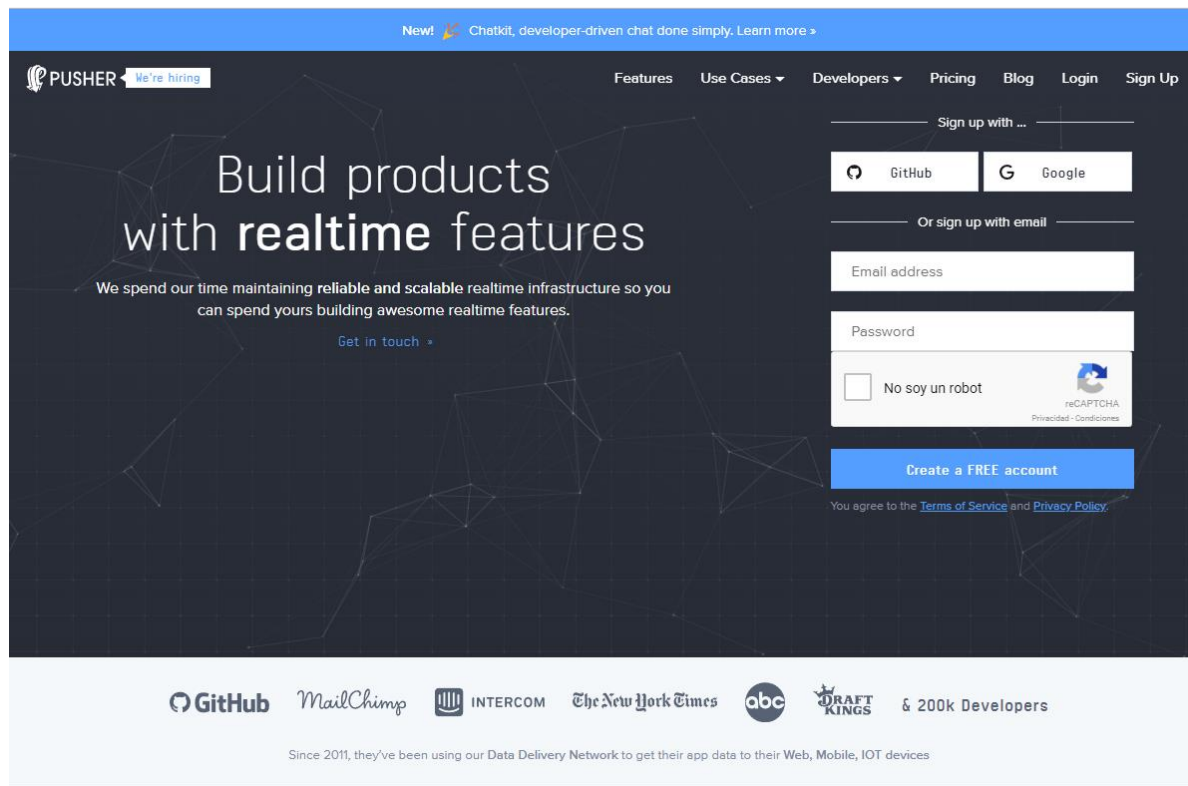 New! 🎉 Chatkit, developer-driven chat done simply. Learn more »
PUSHER We're hiring Features Use Cases Developers Pricing Blog Login Sign Up
Build products
with realtime features
We spend our time maintaining reliable and scalable realtime infrastructure so you
can spend yours building awesome realtime features.
Get in touch »
Sign up with ...
GitHub Google
Or sign up with email
Email address
Password
No soy un robot
reCAPTCHA
Privacidad - Condiciones
Create a FREE account
You agree to the Terms of Service and Privacy Policy.
GitHub MailChimp INTERCOM The New York Times abc DRAFT KINGS & 200k Developers
Since 2011, they've been using our Data Delivery Network to get their app data to their Web, Mobile, IOT devices